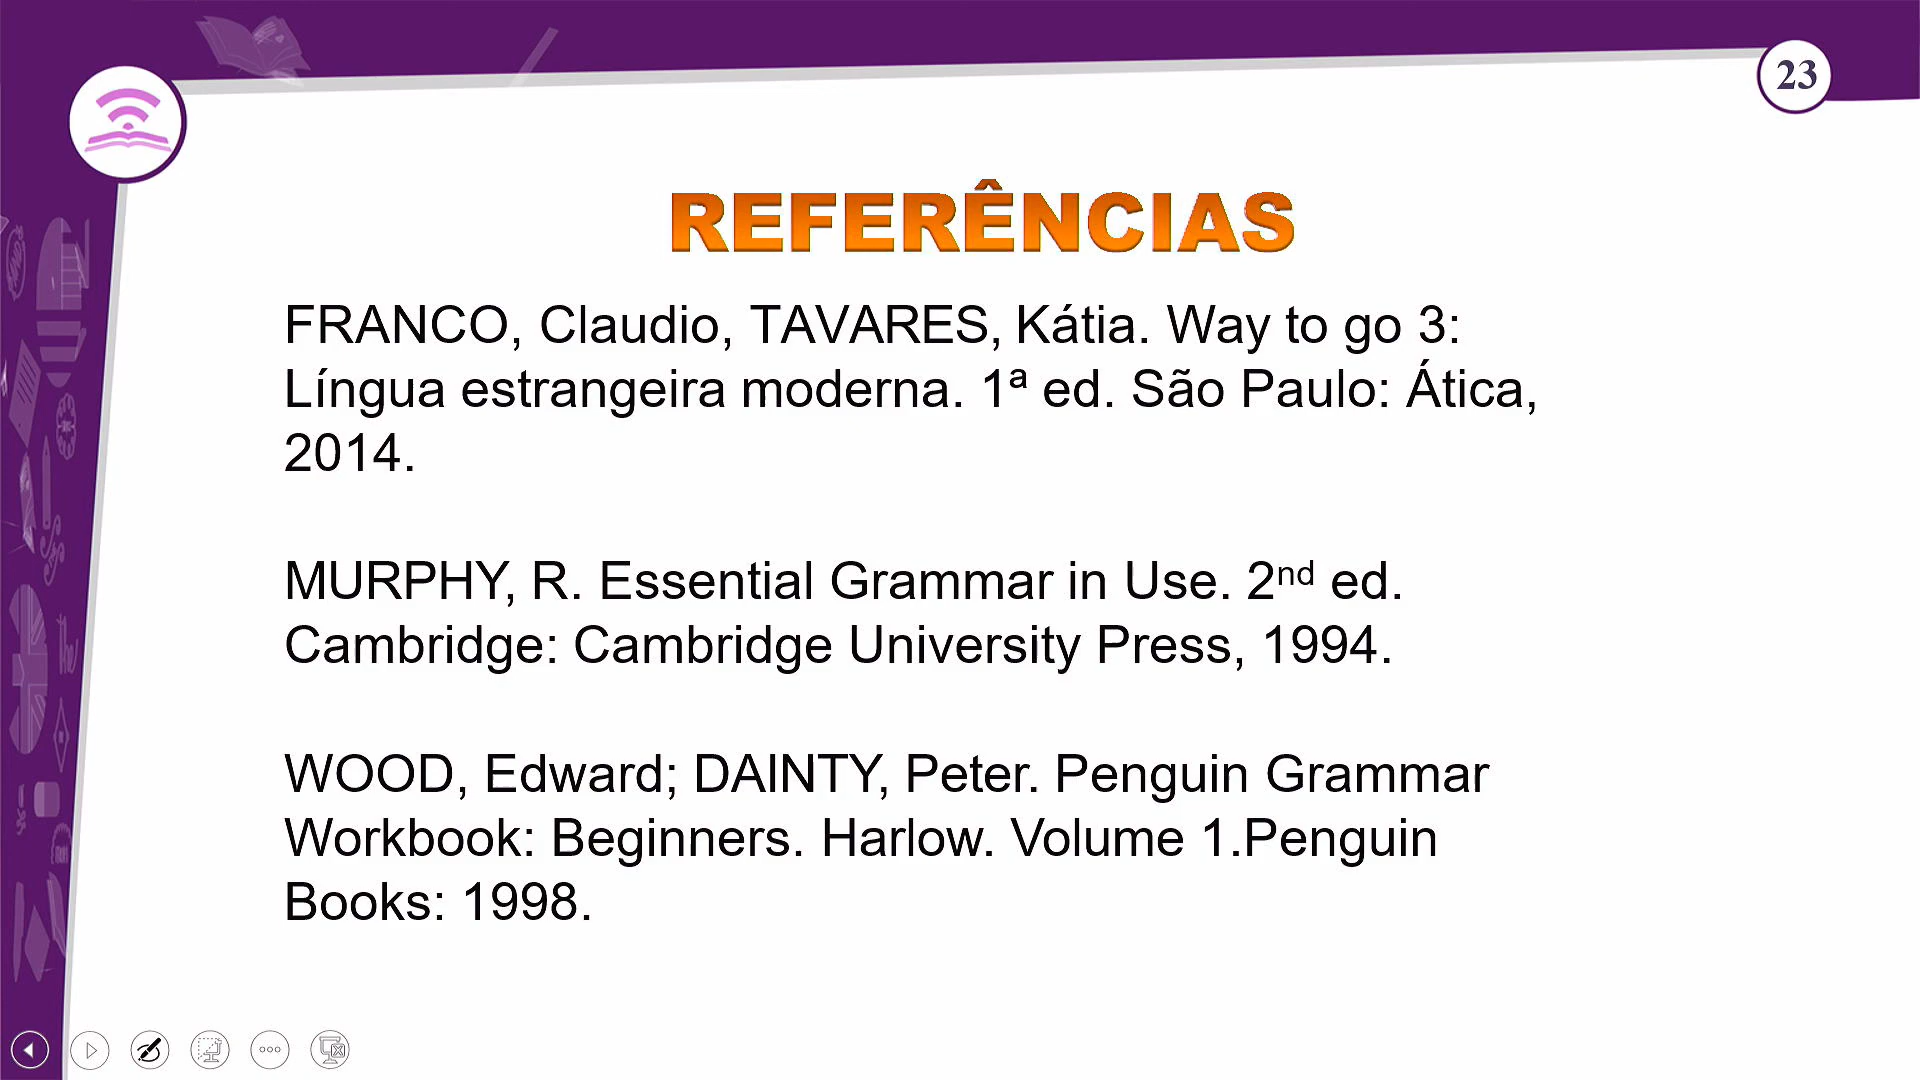 23
REFERÊNCIAS
FRANCO, Claudio, TAVARES, Kátia. Way to go 3:
Língua estrangeira moderna. 1ª ed. São Paulo: Ática,
2014.
MURPHY, R. Essential Grammar in Use. 2nd ed.
Cambridge: Cambridge University Press, 1994.
WOOD, Edward; DAINTY, Peter. Penguin Grammar
Workbook: Beginners. Harlow. Volume 1.Penguin
Books: 1998.